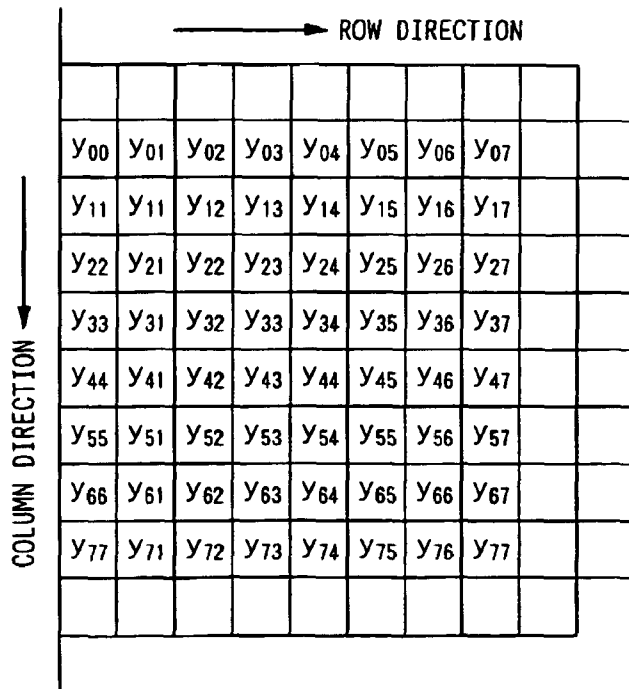 ROW DIRECTION
y00 y01 y02 y03 y04 y05 y06 y07
y11 y11 y12 y13 y14 y15 y16 y17
y22 y21 y22 y23 y24 y25 y26 y27
y33 y31 y32 y33 y34 y35 y36 y37
y44 y41 y42 y43 y44 y45 y46 y47
y55 y51 y52 y53 y54 y55 y56 y57
y66 y61 y62 y63 y64 y65 y66 y67
y77 y71 y72 y73 y74 y75 y76 y77
COLUMN DIRECTION